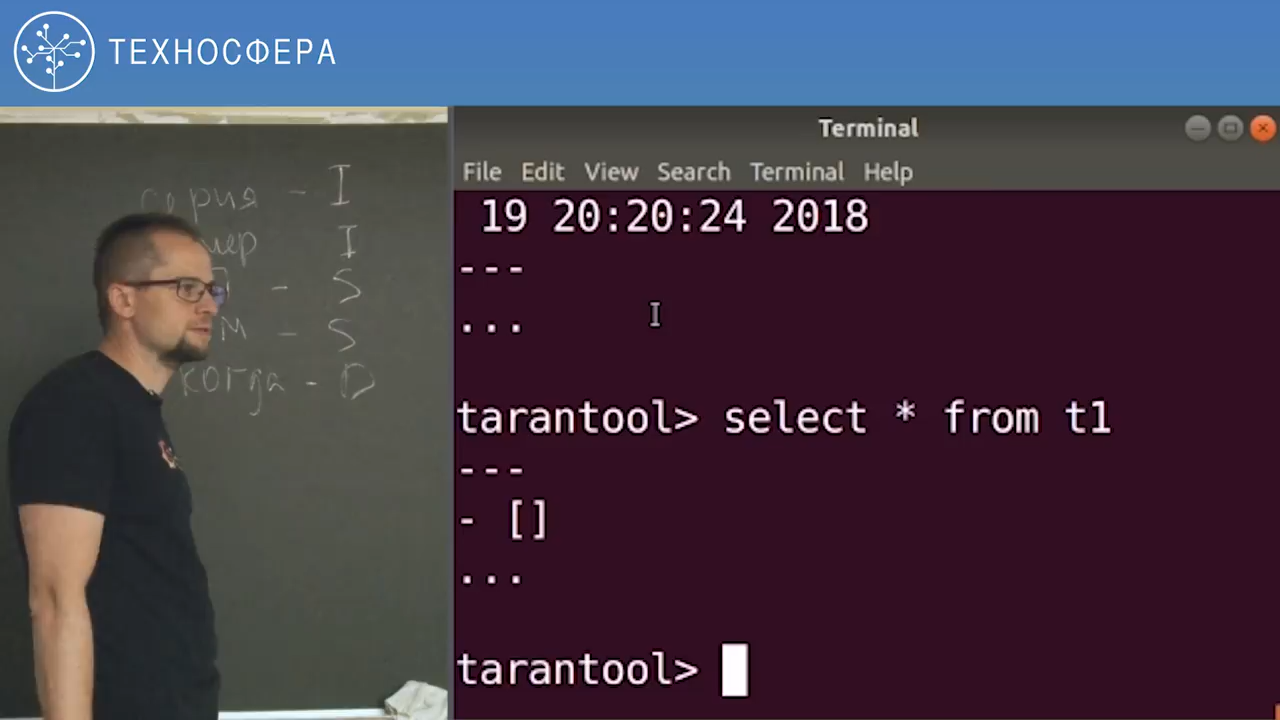 ТЕХНОСФЕРА
серия - I
I
- S
- S
когда - D
Terminal
File Edit View Search Terminal Help
19 20:20:24 2018
---
...
tarantool> select * from t1
---
- []
...
tarantool>